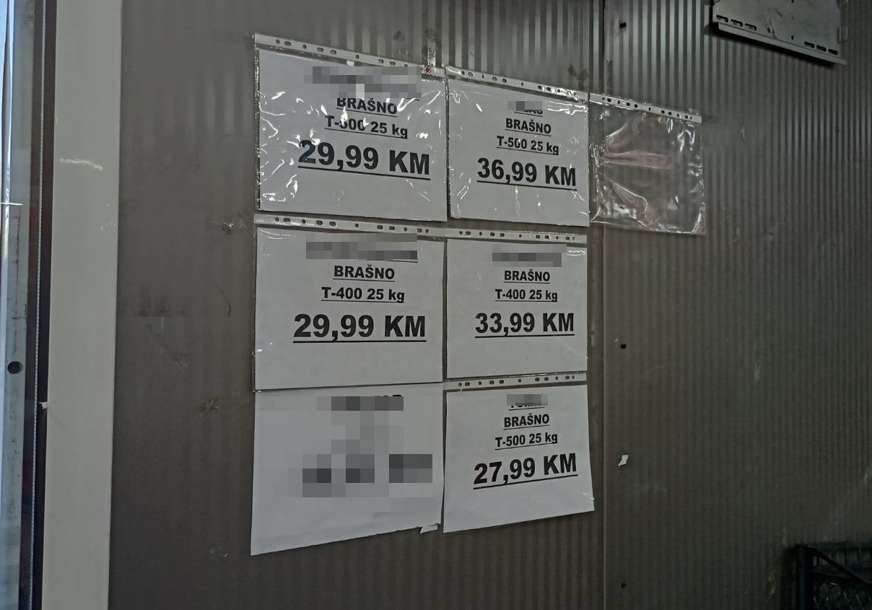 BRAŠNO
T-500 25 kg
29,99 KM
BRAŠNO
T-500 25 kg
36,99 KM
BRAŠNO
T-400 25 kg
29,99 KM
BRAŠNO
T-400 25 kg
33,99 KM
BRAŠNO
T-500 25 kg
27,99 KM